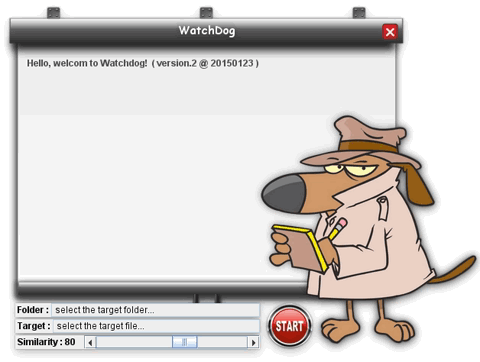 WatchDog
Hello, welcom to Watchdog! ( version.2 @ 20150123 )
Folder : select the target folder...
Target : select the target file...
Similarity : 80
START